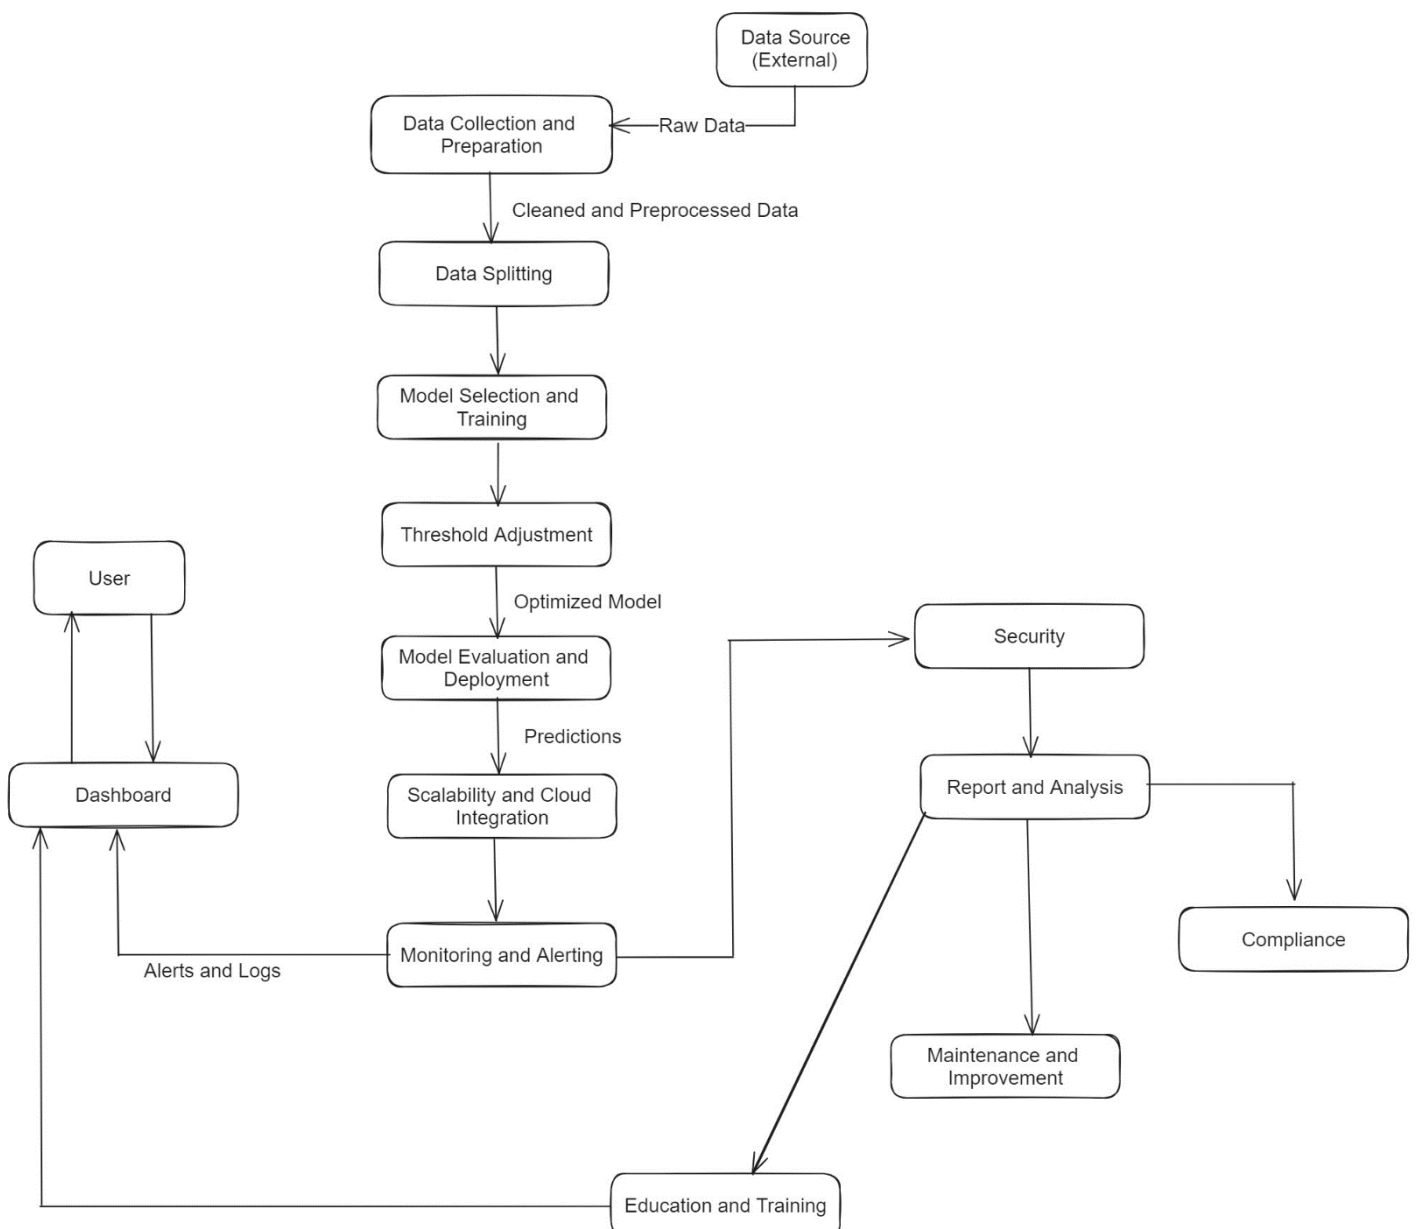 Data Source
(External)
Data Collection and
Preparation
Raw Data
Cleaned and Preprocessed Data
Data Splitting
Model Selection and
Training
Threshold Adjustment
User
Optimized Model
Security
Model Evaluation and
Deployment
Predictions
Dashboard
Scalability and Cloud
Integration
Report and Analysis
Monitoring and Alerting
Compliance
Alerts and Logs
Maintenance and
Improvement
Education and Training